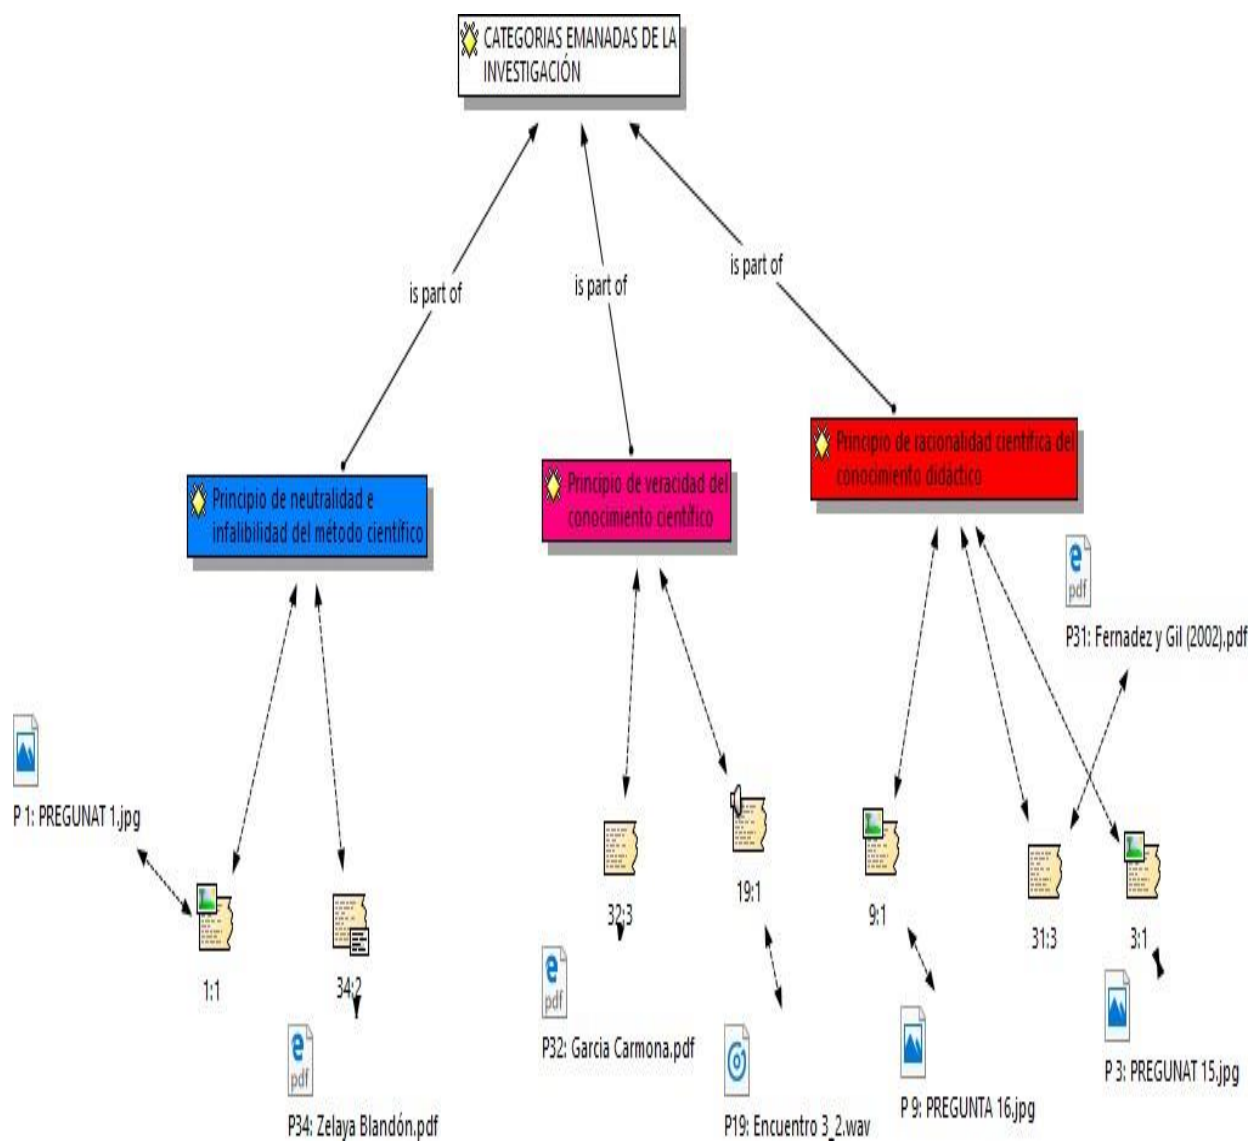 CATEGORIAS EMANADAS DE LA
INVESTIGACIÓN
is part of
is part of
is part of
Principio de neutralidad e
infalibilidad del método científico
Principio de veracidad del
conocimiento científico
Principio de racionalidad científica del
conocimiento didáctico
pdf
P31: Fernadez y Gil (2002).pdf
P 1: PREGUNAT 1.jpg
1:1
34:2
32:3
19:1
9:1
31:3
3:1
pdf
P34: Zelaya Blandón.pdf
pdf
P32: Garcia Carmona.pdf
P19: Encuentro 3_2.wav
P 9: PREGUNTA 16.jpg
P 3: PREGUNAT 15.jpg